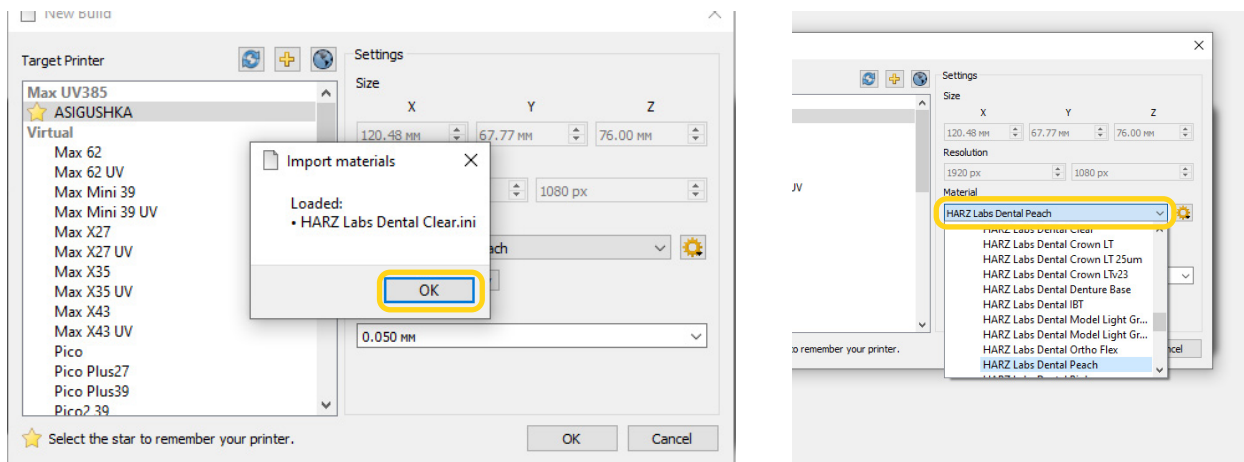 New Build
Target Printer
Max UV385
ASIGUSHKA
Virtual
Max 62
Max 62 UV
Max Mini 39
Max Mini 39 UV
Max X27
Max X27 UV
Max X35
Max X35 UV
Max X43
Max X43 UV
Pico
Pico Plus27
Pico Plus39
Pico2 39
Select the star to remember your printer.
Settings
Size
X Y Z
120.48 мм 67.77 мм 76.00 мм
1080 px
ach
0.050 мм
OK Cancel
Import materials
Loaded:
• HARZ Labs Dental Clear.ini
OK
Settings
Size
X Y Z
120.48 мм 67.77 мм 76.00 мм
Resolution
1920 px 1080 px
Material
HARZ Labs Dental Peach
HARZ Labs Dental Clear
HARZ Labs Dental Crown LT
HARZ Labs Dental Crown LT 25um
HARZ Labs Dental Crown LTv23
HARZ Labs Dental Denture Base
HARZ Labs Dental IBT
HARZ Labs Dental Model Light Gr...
HARZ Labs Dental Model Light Gr...
HARZ Labs Dental Ortho Flex
HARZ Labs Dental Peach
UV
to remember your printer.
ncel